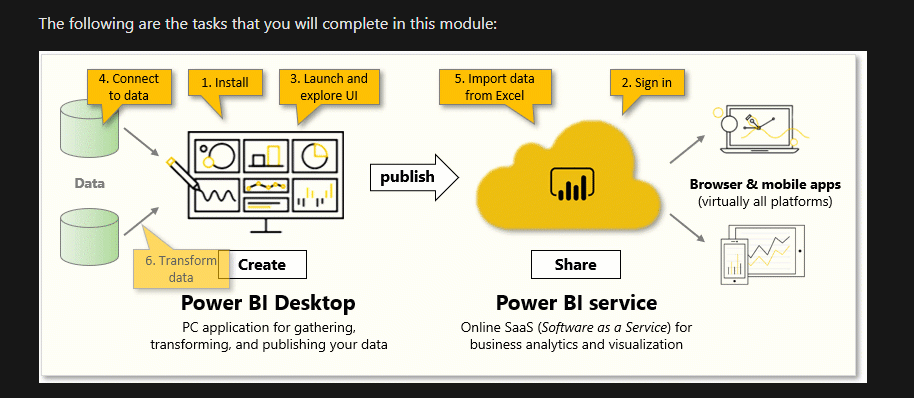 The following are the tasks that you will complete in this module:
4. Connect
to data
1. Install
3. Launch and
explore UI
5. Import data
from Excel
2. Sign in
Data
publish
Browser & mobile apps
(virtually all platforms)
6. Transform
data
Create
Share
Power BI Desktop
PC application for gathering,
transforming, and publishing your data
Power BI service
Online SaaS (Software as a Service) for
business analytics and visualization